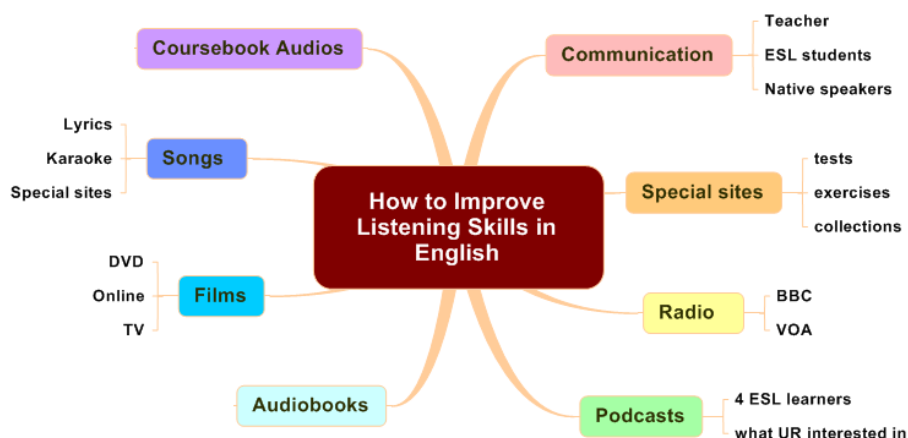 How to Improve
Listening Skills in
English
Coursebook Audios
Songs
Lyrics
Karaoke
Special sites
Films
DVD
Online
TV
Audiobooks
Communication
Teacher
ESL students
Native speakers
Special sites
tests
exercises
collections
Radio
BBC
VOA
Podcasts
4 ESL learners
what UR interested in